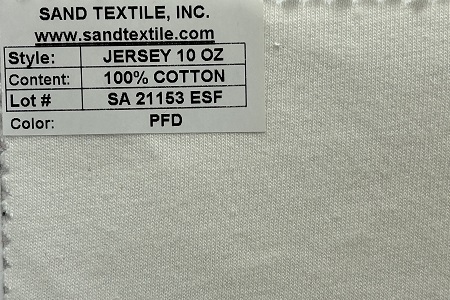 SAND TEXTILE, INC.
www.sandtextile.com
Style: JERSEY 10 OZ
Content: 100% COTTON
Lot # SA 21153 ESF
Color: PFD